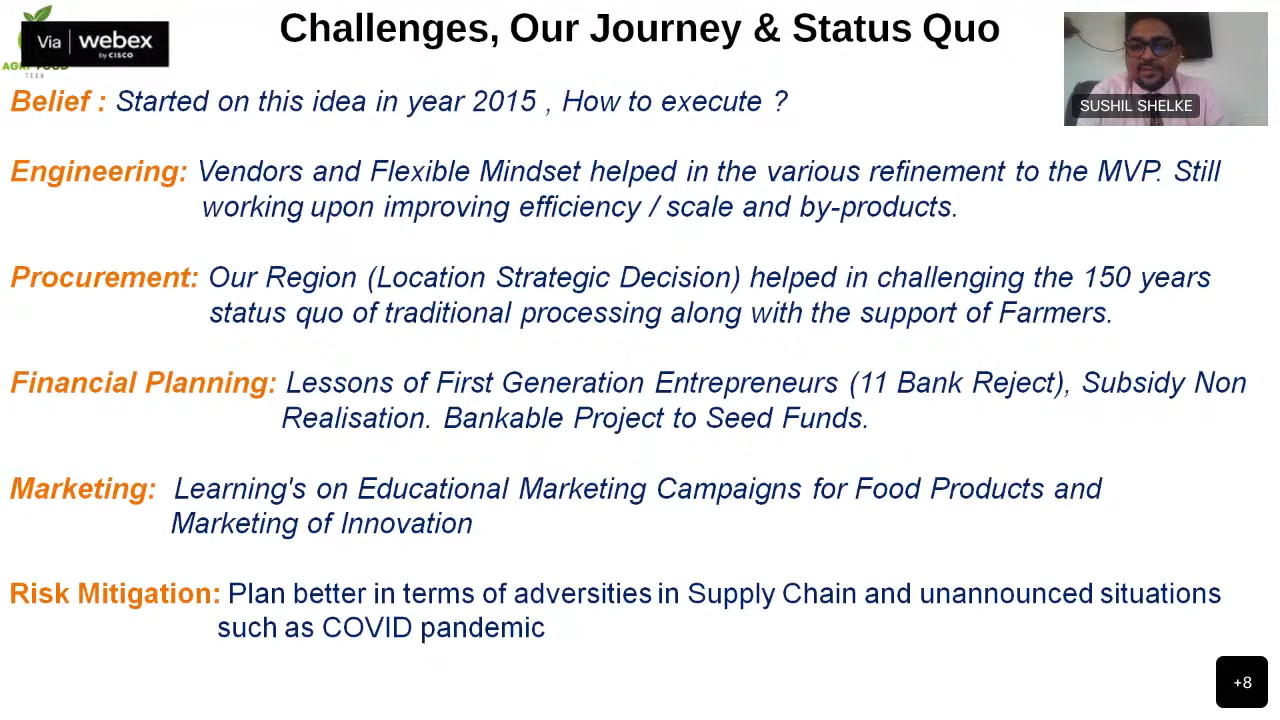 Challenges, Our Journey & Status Quo
Via webex
by CISCO
TECH
SUSHIL SHELKE
Belief : Started on this idea in year 2015 , How to execute ?
Engineering: Vendors and Flexible Mindset helped in the various refinement to the MVP. Still
working upon improving efficiency / scale and by-products.
Procurement: Our Region (Location Strategic Decision) helped in challenging the 150 years
status quo of traditional processing along with the support of Farmers.
Financial Planning: Lessons of First Generation Entrepreneurs (11 Bank Reject), Subsidy Non
Realisation. Bankable Project to Seed Funds.
Marketing: Learning's on Educational Marketing Campaigns for Food Products and
Marketing of Innovation
Risk Mitigation: Plan better in terms of adversities in Supply Chain and unannounced situations
such as COVID pandemic
+8